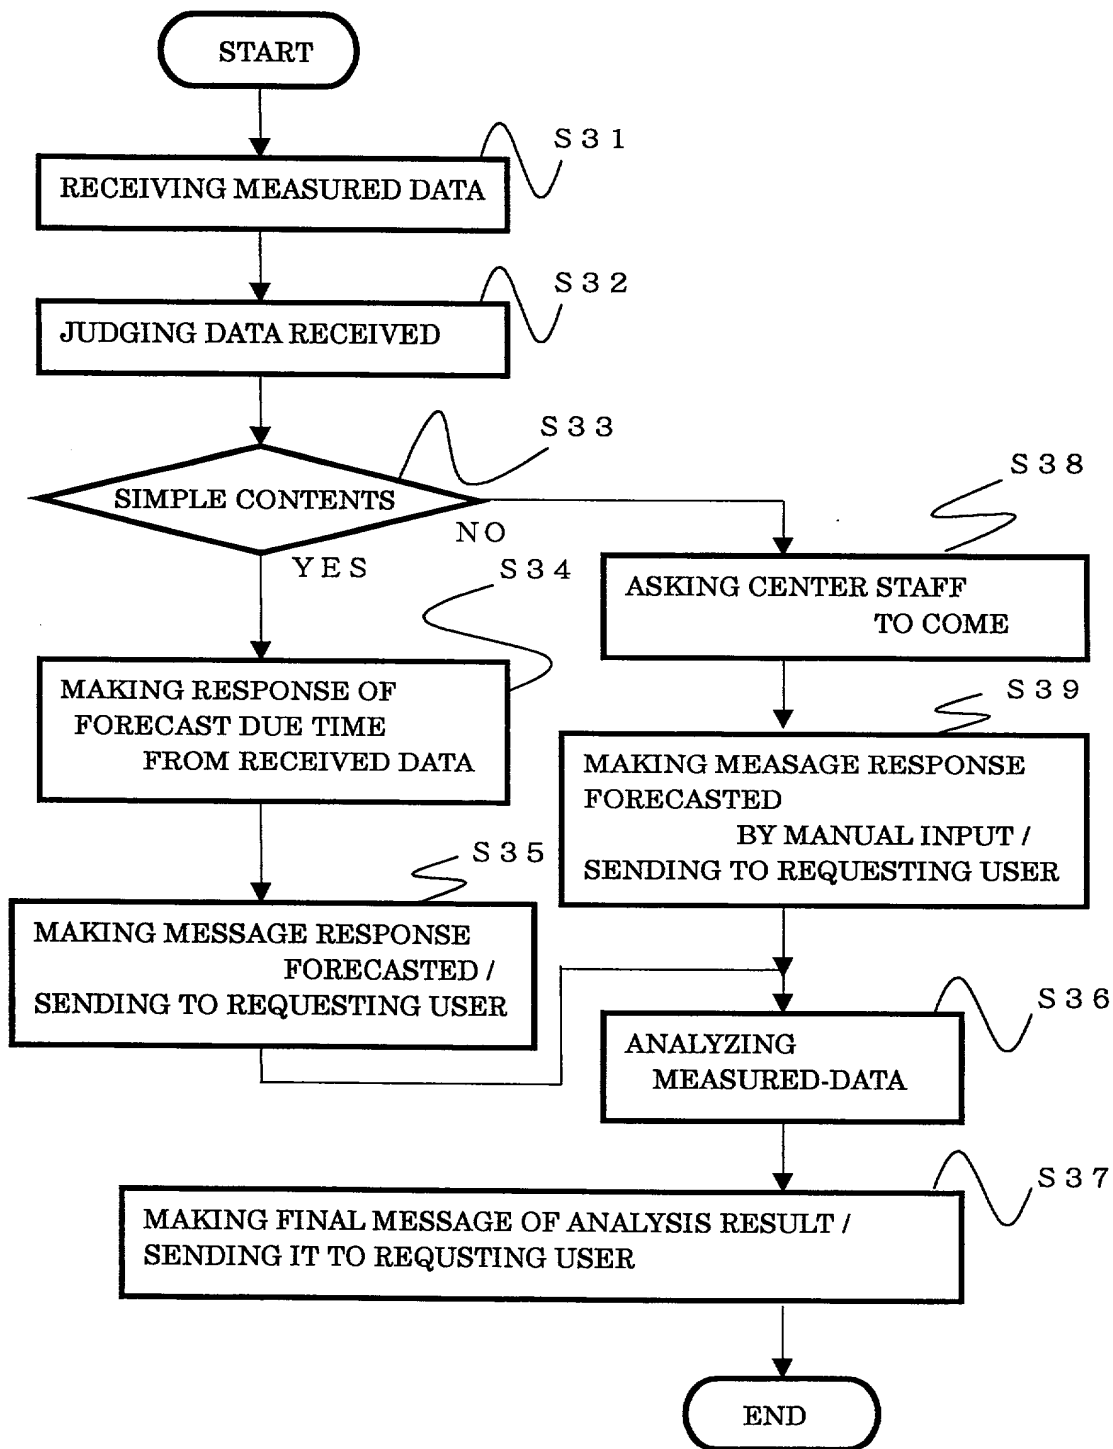 START
S31
RECEIVING MEASURED DATA
S32
JUDGING DATA RECEIVED
S33
SIMPLE CONTENTS
NO
YES
S34
MAKING RESPONSE OF
FORECAST DUE TIME
FROM RECEIVED DATA
S35
MAKING MESSAGE RESPONSE
FORECASTED /
SENDING TO REQUESTING USER
S38
ASKING CENTER STAFF
TO COME
S39
MAKING MEASAGE RESPONSE
FORECASTED
BY MANUAL INPUT /
SENDING TO REQUESTING USER
S36
ANALYZING
MEASURED-DATA
S37
MAKING FINAL MESSAGE OF ANALYSIS RESULT /
SENDING IT TO REQUSTING USER
END